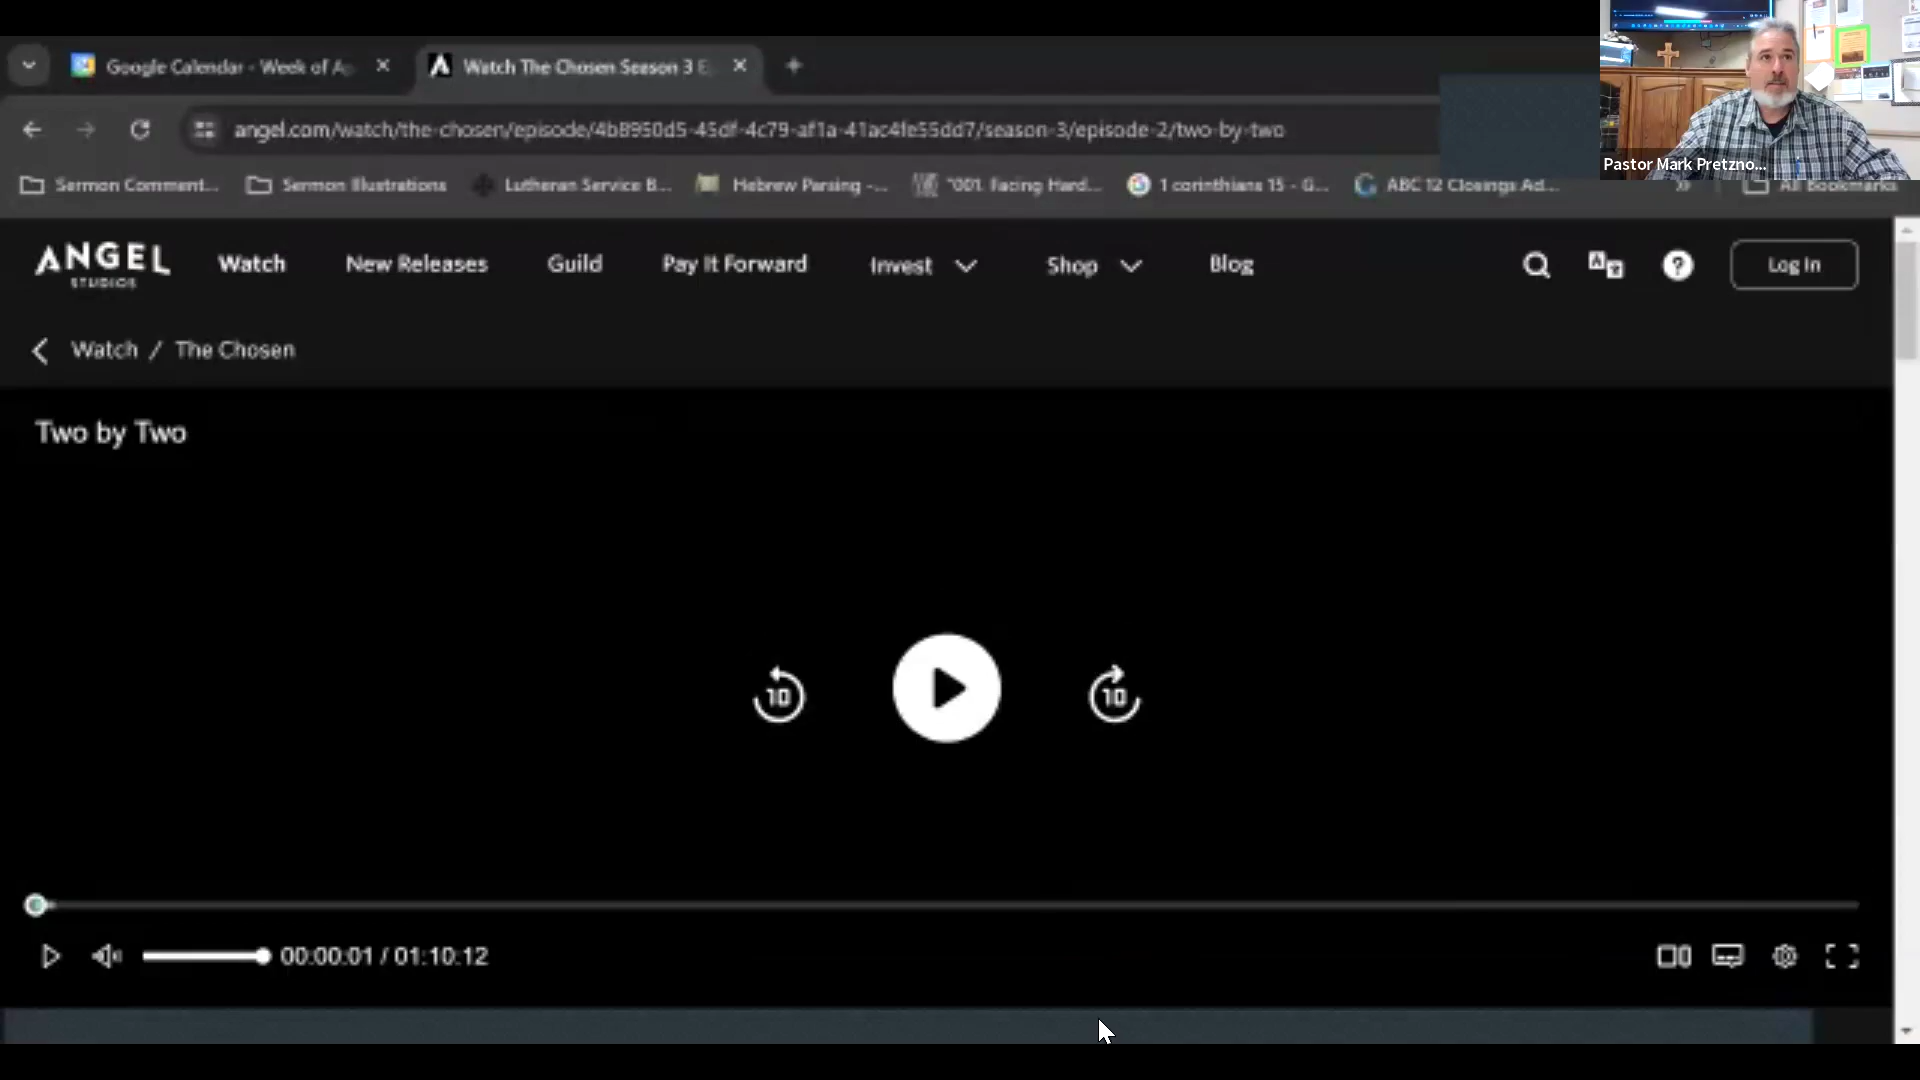 Google Calendar - Week of Ap
Watch The Chosen Season 3 E
angel.com/watch/the-chosen/episode/4b8950d5-45df-4c79-af1a-41ac4fe55dd7/season-3/episode-2/two-by-two
Sermon Comment... Sermon Illustrations Lutheran Service B... Hebrew Parsing -... "001. Facing Hard... 1 corinthians 15 - G... ABC 12 Closings Ad... » All Bookmarks
Pastor Mark Pretzno...
ANGEL STUDIOS Watch New Releases Guild Pay It Forward Invest Shop Blog Log In
Watch / The Chosen
Two by Two
10 10
00:00:01 / 01:10:12